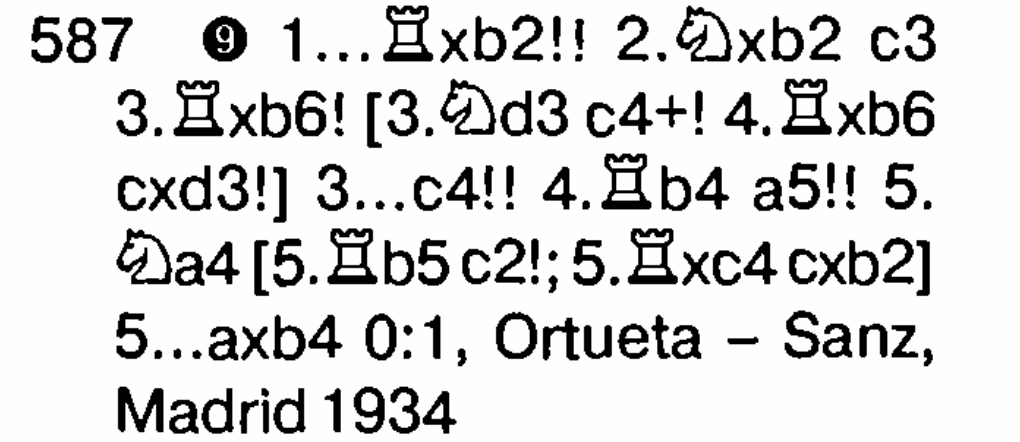 587 ❾ 1...♖xb2!! 2.♘xb2 c3
3.♖xb6! [3.♘d3 c4+! 4.♖xb6
cxd3!] 3...c4!! 4.♖b4 a5!! 5.
♘a4 [5.♖b5 c2!; 5.♖xc4 cxb2]
5...axb4 0:1, Ortueta – Sanz,
Madrid 1934